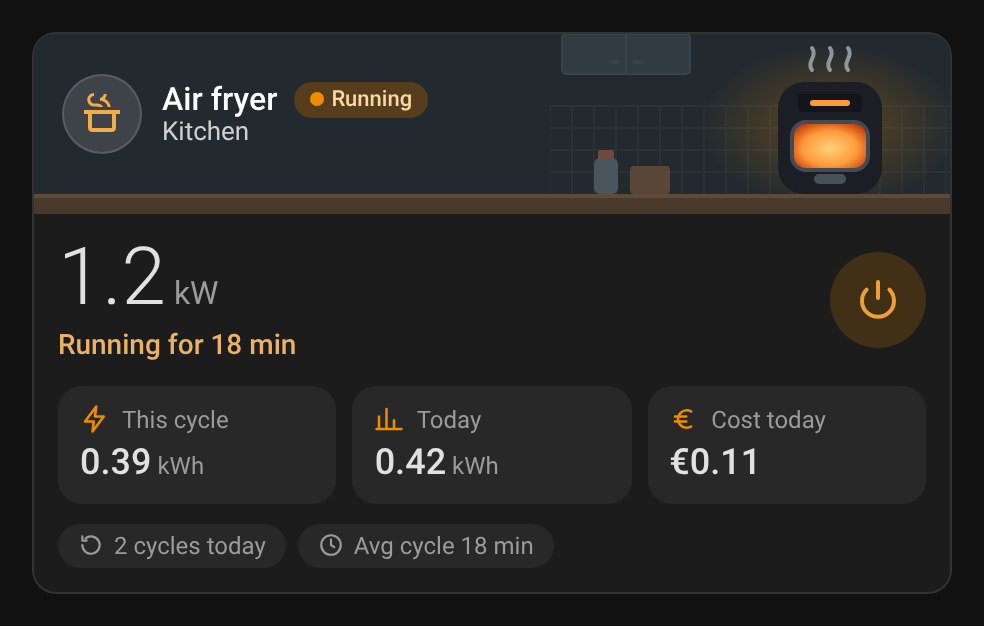 Air fryer
Running
Kitchen
1.2 kW
Running for 18 min
This cycle
0.39 kWh
Today
0.42 kWh
Cost today
€0.11
2 cycles today
Avg cycle 18 min